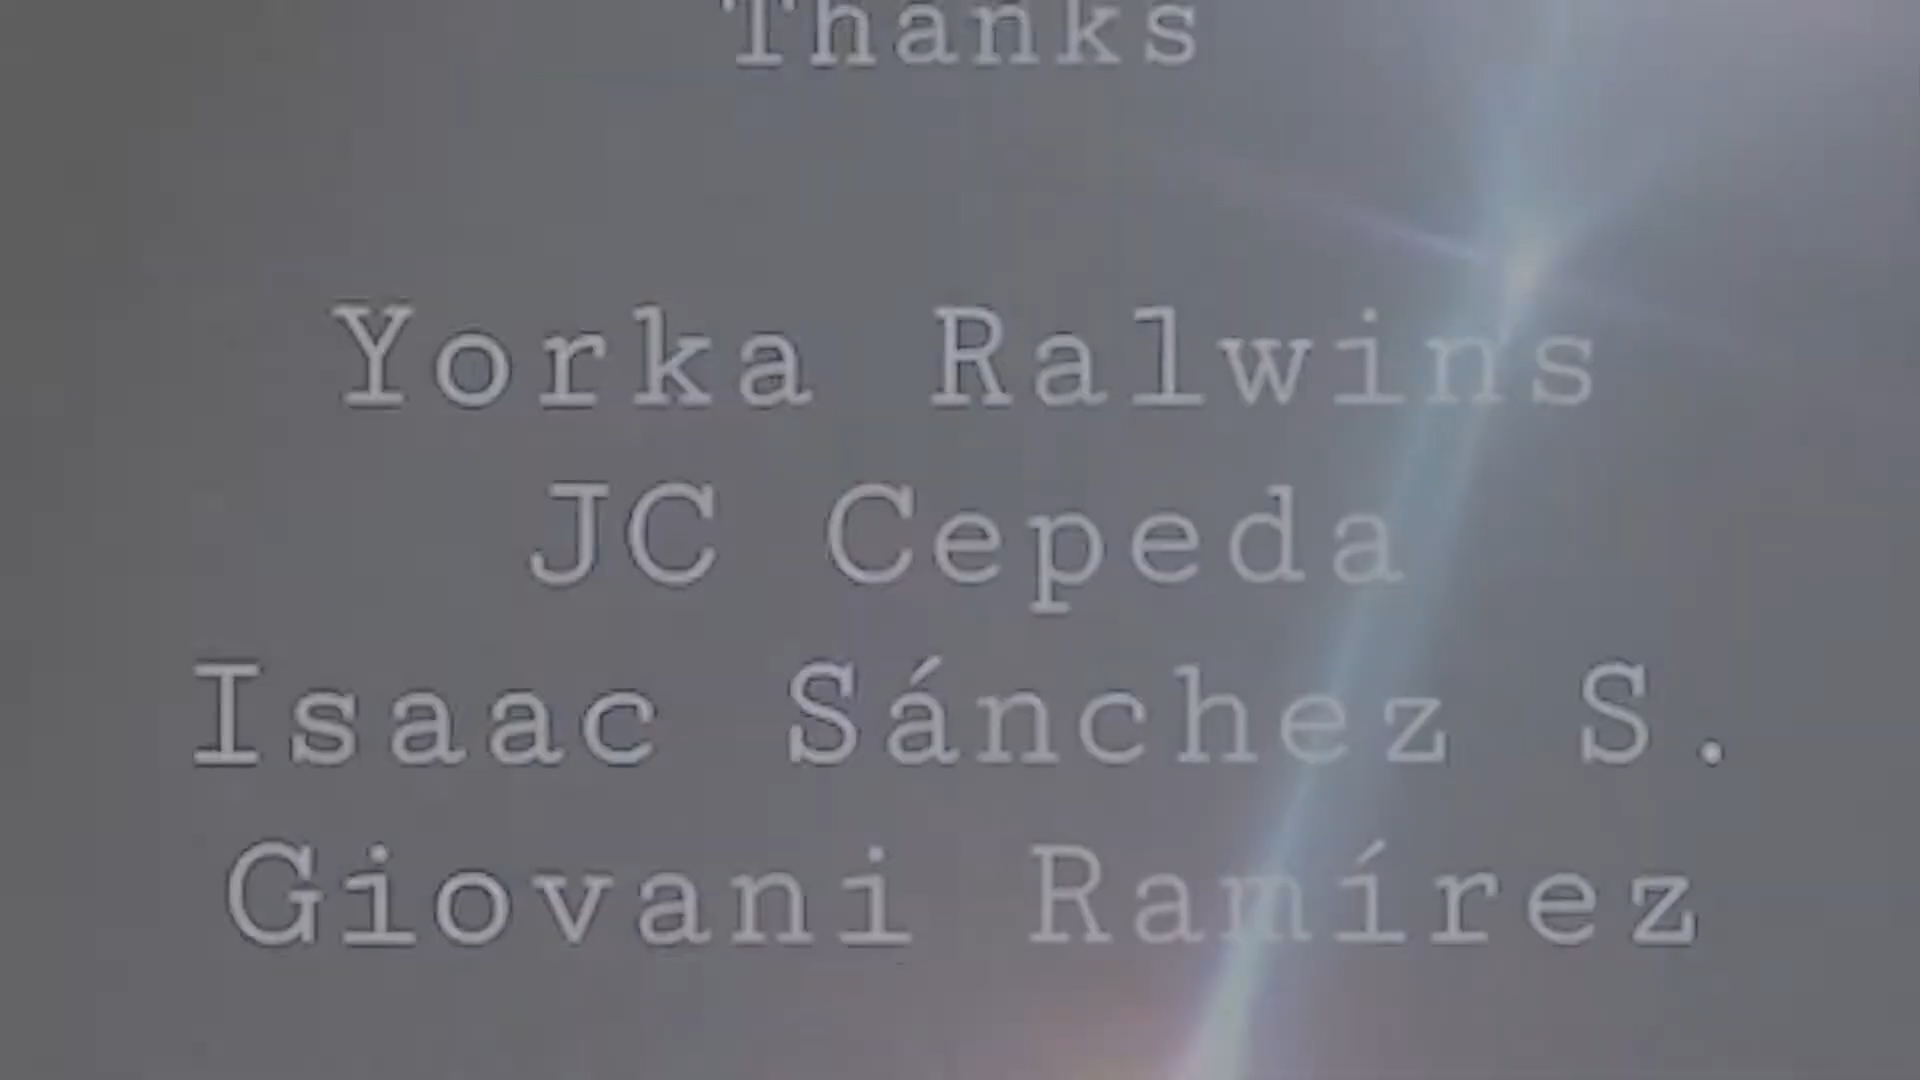 Thanks
Yorka Ralwins
JC Cepeda
Isaac Sánchez S.
Giovani Ramírez